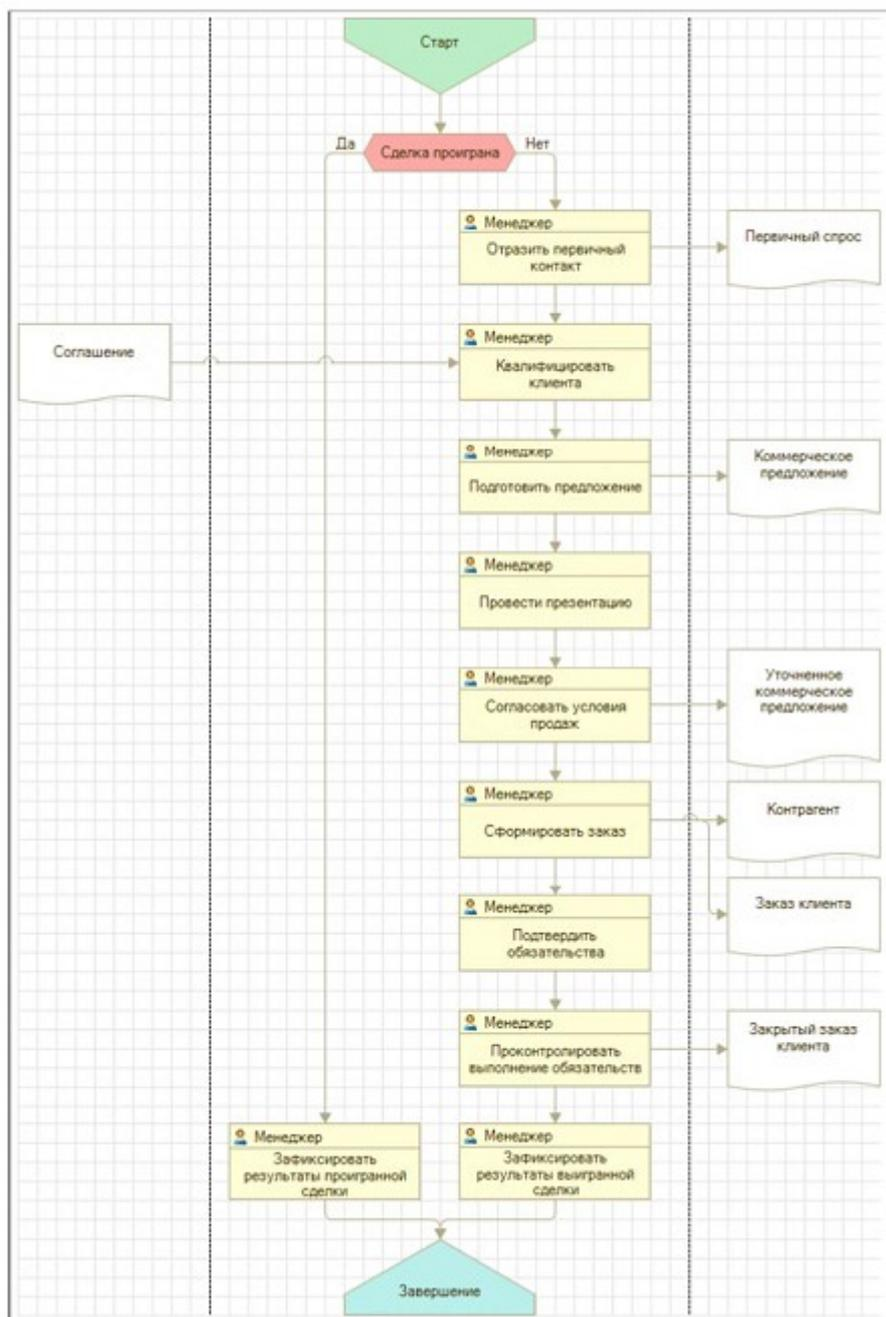 Старт
Да
Сделка проиграна
Нет
Менеджер
Отразить первичный
контакт
Первичный спрос
Соглашение
Менеджер
Квалифицировать
клиента
Менеджер
Подготовить предложение
Коммерческое
предложение
Менеджер
Провести презентацию
Менеджер
Согласовать условия
продаж
Уточненное
коммерческое
предложение
Менеджер
Сформировать заказ
Контрагент
Заказ клиента
Менеджер
Подтвердить
обязательства
Менеджер
Проконтролировать
выполнение обязательств
Закрытый заказ
клиента
Менеджер
Зафиксировать
результаты проигранной
сделки
Менеджер
Зафиксировать
результаты выигранной
сделки
Завершение